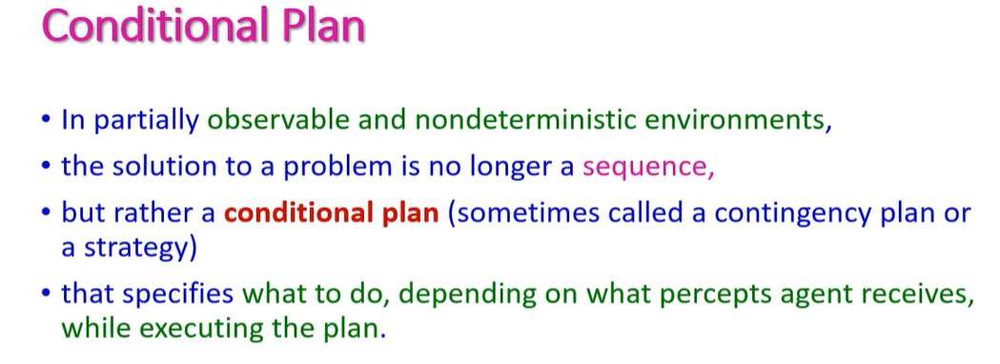 Conditional Plan
• In partially observable and nondeterministic environments,
• the solution to a problem is no longer a sequence,
• but rather a conditional plan (sometimes called a contingency plan or
a strategy)
• that specifies what to do, depending on what percepts agent receives,
while executing the plan.